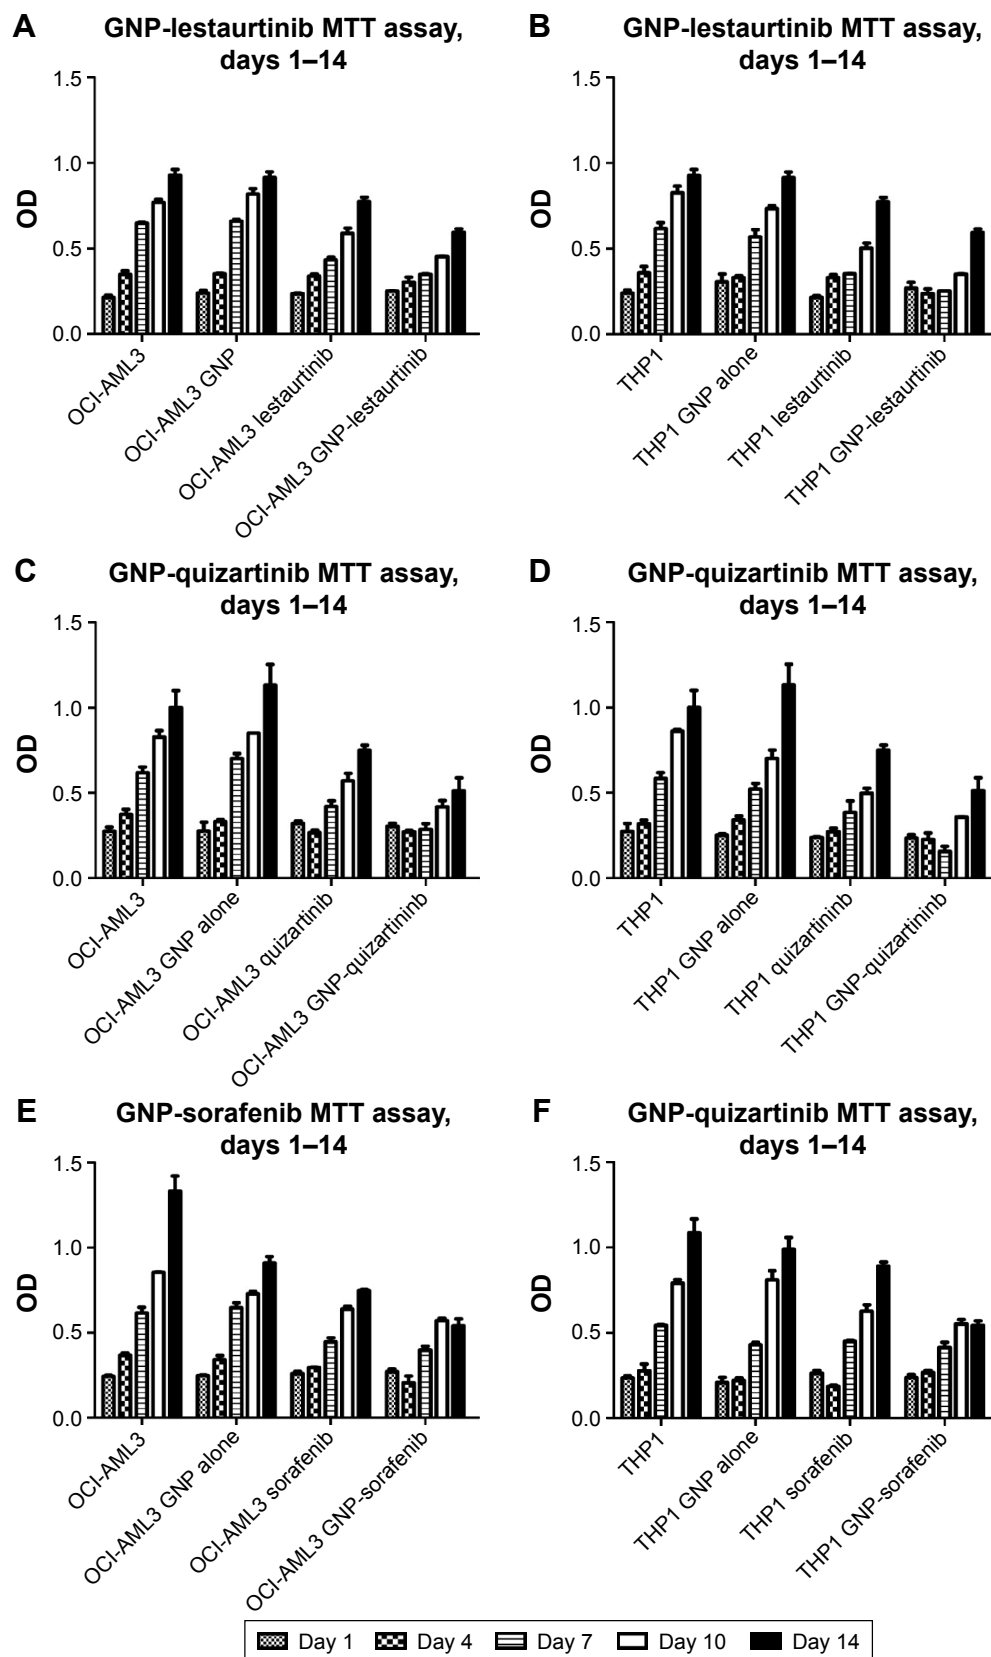 A
GNP-lestaurtinib MTT assay,
days 1–14
OD
1.5
1.0
0.5
0.0
OCI-AML3
OCI-AML3 GNP
OCI-AML3 lestaurtinib
OCI-AML3 GNP-lestaurtinib
B
GNP-lestaurtinib MTT assay,
days 1–14
OD
1.5
1.0
0.5
0.0
THP1
THP1 GNP alone
THP1 lestaurtinib
THP1 GNP-lestaurtinib
C
GNP-quizartinib MTT assay,
days 1–14
OD
1.5
1.0
0.5
0.0
OCI-AML3
OCI-AML3 GNP alone
OCI-AML3 quizartinib
OCI-AML3 GNP-quizartininb
D
GNP-quizartinib MTT assay,
days 1–14
OD
1.5
1.0
0.5
0.0
THP1
THP1 GNP alone
THP1 quizartininb
THP1 GNP-quizartininb
E
GNP-sorafenib MTT assay,
days 1–14
OD
1.5
1.0
0.5
0.0
OCI-AML3
OCI-AML3 GNP alone
OCI-AML3 sorafenib
OCI-AML3 GNP-sorafenib
F
GNP-quizartinib MTT assay,
days 1–14
OD
1.5
1.0
0.5
0.0
THP1
THP1 GNP alone
THP1 sorafenib
THP1 GNP-sorafenib
Day 1 Day 4 Day 7 Day 10 Day 14